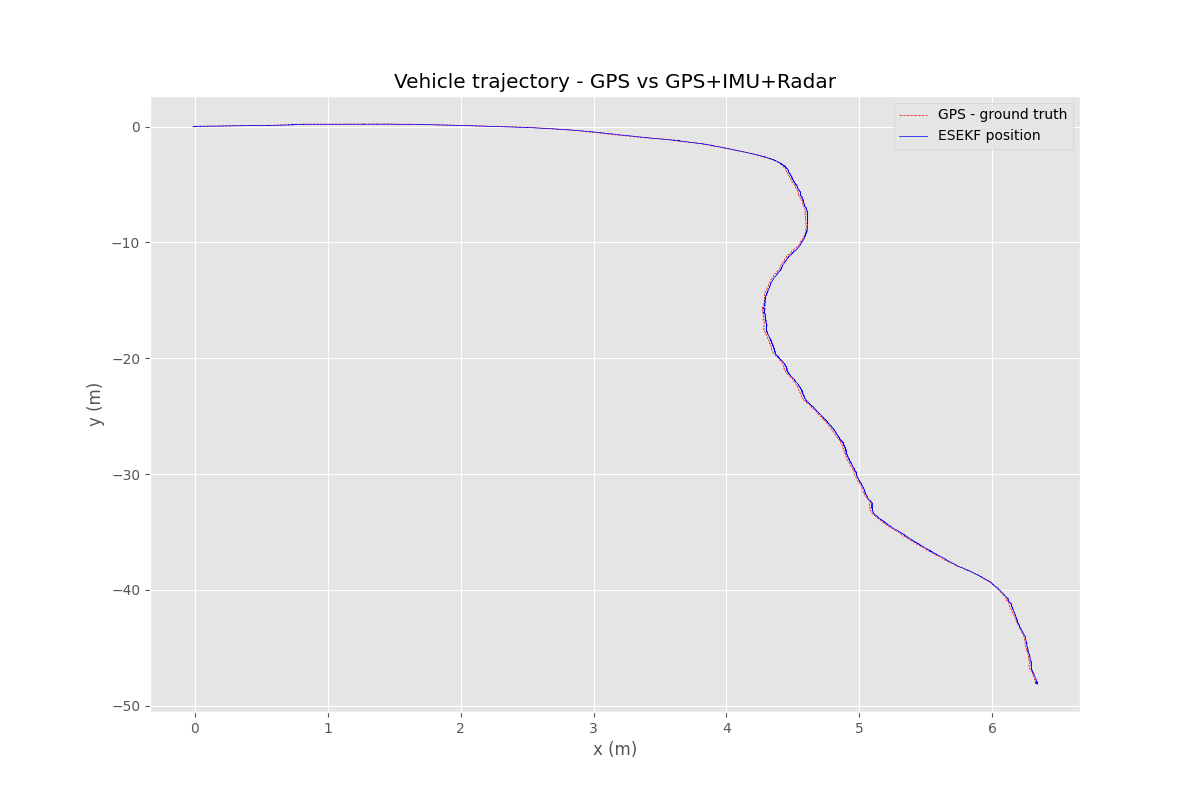 Vehicle trajectory - GPS vs GPS+IMU+Radar
GPS - ground truth
ESEKF position
0
−10
−20
−30
−40
−50
y (m)
0 1 2 3 4 5 6
x (m)